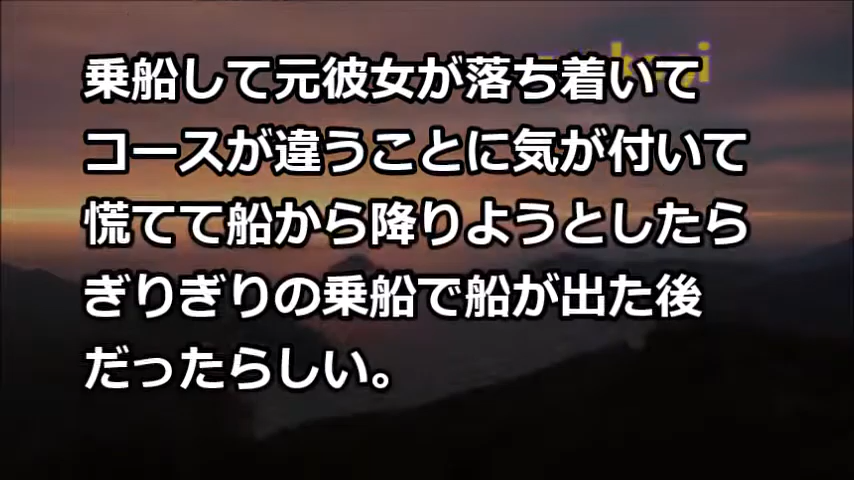 乗船して元彼女が落ち着いて
コースが違うことに気が付いて
慌てて船から降りようとしたら
ぎりぎりの乗船で船が出た後
だったらしい。